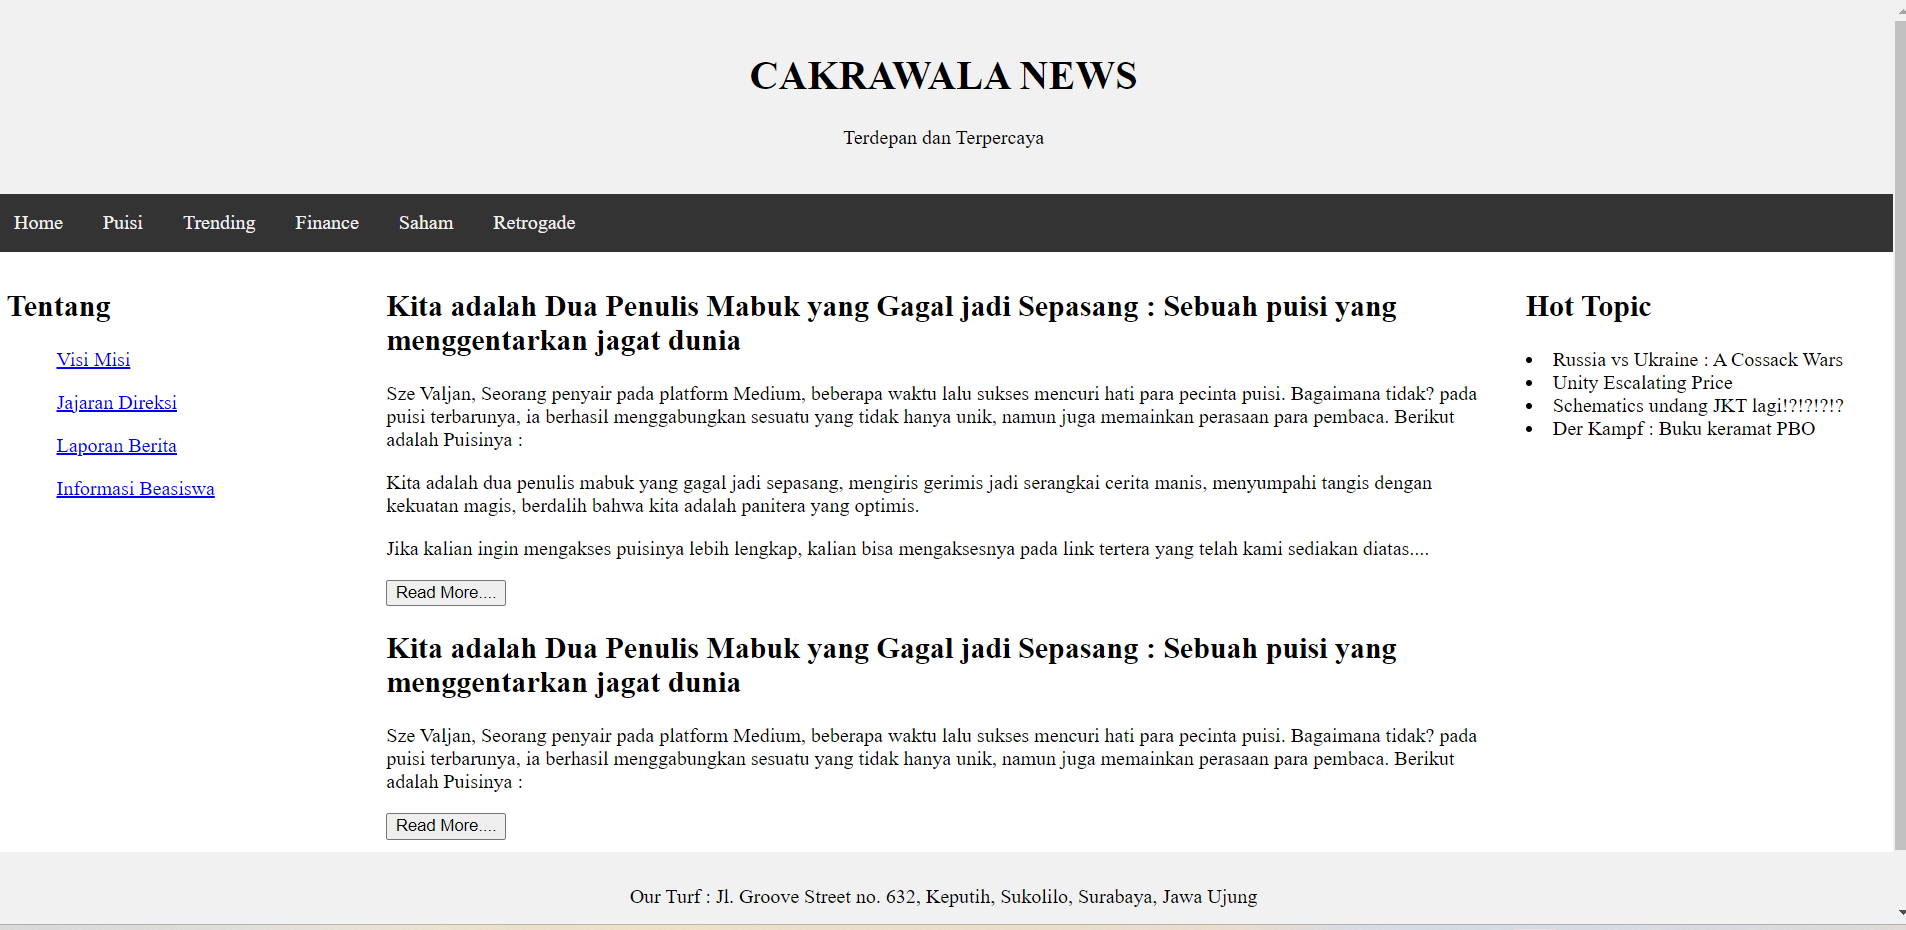 CAKRAWALA NEWS
Terdepan dan Terpercaya
Home Puisi Trending Finance Saham Retrogade
Tentang
Visi Misi
Jajaran Direksi
Laporan Berita
Informasi Beasiswa
Kita adalah Dua Penulis Mabuk yang Gagal jadi Sepasang : Sebuah puisi yang
menggentarkan jagat dunia
Sze Valjan, Seorang penyair pada platform Medium, beberapa waktu lalu sukses mencuri hati para pecinta puisi. Bagaimana tidak? pada
puisi terbarunya, ia berhasil menggabungkan sesuatu yang tidak hanya unik, namun juga memainkan perasaan para pembaca. Berikut
adalah Puisinya :
Kita adalah dua penulis mabuk yang gagal jadi sepasang, mengiris gerimis jadi serangkai cerita manis, menyumpahi tangis dengan
kekuatan magis, berdalih bahwa kita adalah panitera yang optimis.
Jika kalian ingin mengakses puisinya lebih lengkap, kalian bisa mengaksesnya pada link tertera yang telah kami sediakan diatas....
Read More....
Kita adalah Dua Penulis Mabuk yang Gagal jadi Sepasang : Sebuah puisi yang
menggentarkan jagat dunia
Sze Valjan, Seorang penyair pada platform Medium, beberapa waktu lalu sukses mencuri hati para pecinta puisi. Bagaimana tidak? pada
puisi terbarunya, ia berhasil menggabungkan sesuatu yang tidak hanya unik, namun juga memainkan perasaan para pembaca. Berikut
adalah Puisinya :
Read More....
Hot Topic
• Russia vs Ukraine : A Cossack Wars
• Unity Escalating Price
• Schematics undang JKT lagi!?!?!?!?
• Der Kampf : Buku keramat PBO
Our Turf : Jl. Groove Street no. 632, Keputih, Sukolilo, Surabaya, Jawa Ujung